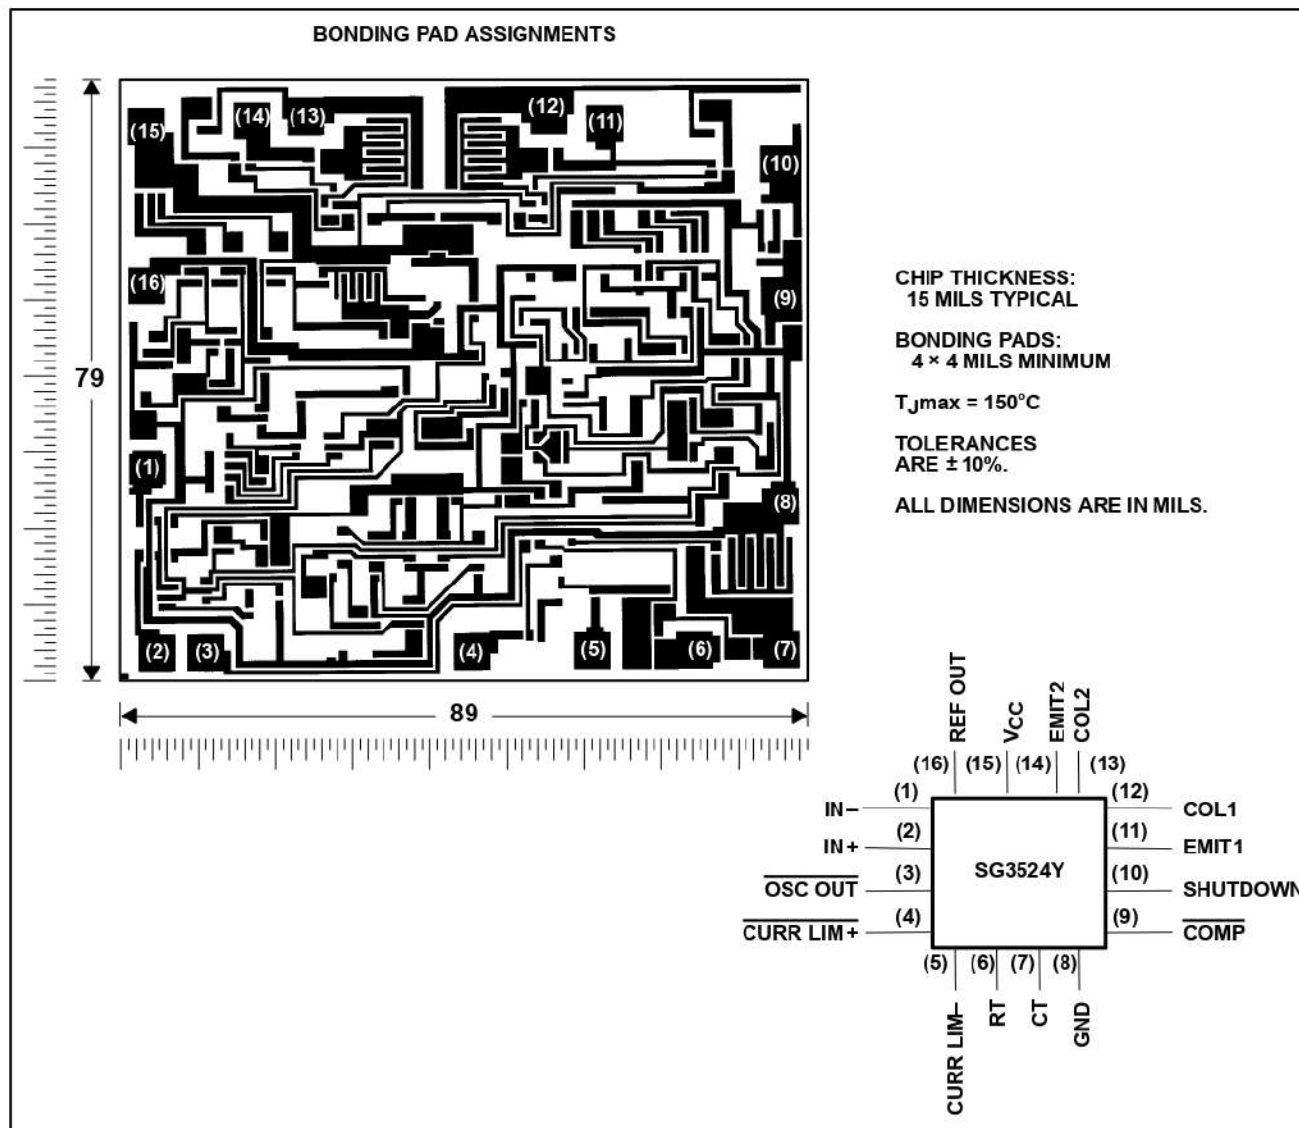 BONDING PAD ASSIGNMENTS
(15)
(14)
(13)
(12)
(11)
(10)
(16)
(9)
79
(1)
(8)
(2)
(3)
(4)
(5)
(6)
(7)
89
CHIP THICKNESS:
15 MILS TYPICAL
BONDING PADS:
4 × 4 MILS MINIMUM
TJmax = 150°C
TOLERANCES
ARE ± 10%.
ALL DIMENSIONS ARE IN MILS.
REF OUT
VCC
EMIT2
COL2
(16)
(15)
(14)
(13)
(1)
(12)
IN–
COL1
(2)
(11)
IN+
EMIT1
SG3524Y
(3)
(10)
OSC OUT
SHUTDOWN
(4)
(9)
CURR LIM+
COMP
(5)
(6)
(7)
(8)
CURR LIM–
RT
CT
GND